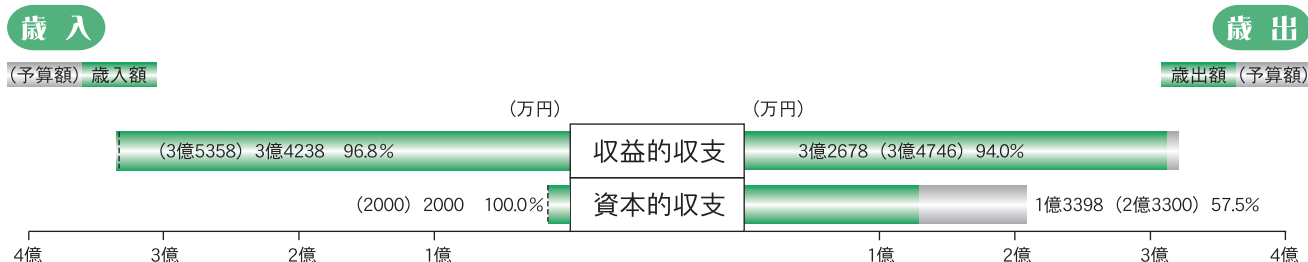 歳 入
歳 出
(予算額) 歳入額
歳出額 (予算額)
(万円)
(万円)
(3億5358) 3億4238 96.8%
収益的収支
3億2678 (3億4746) 94.0%
(2000) 2000 100.0%
資本的収支
1億3398 (2億3300) 57.5%
4億 3億 2億 1億 1億 2億 3億 4億